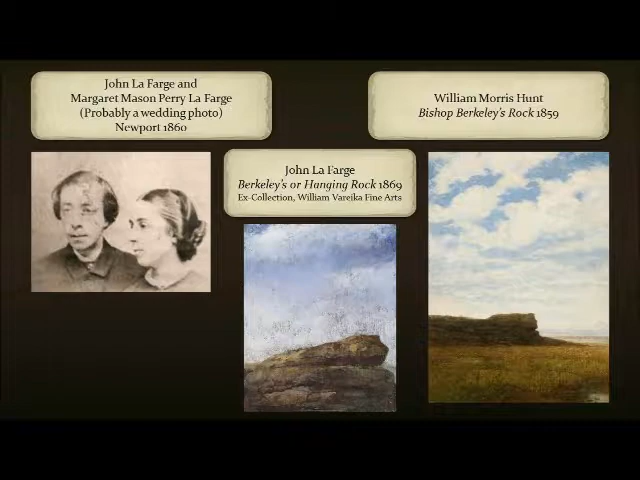 John La Farge and
Margaret Mason Perry La Farge
(Probably a wedding photo)
Newport 1860
William Morris Hunt
Bishop Berkeley's Rock 1859
John La Farge
Berkeley's or Hanging Rock 1869
Ex-Collection, William Vareika Fine Arts